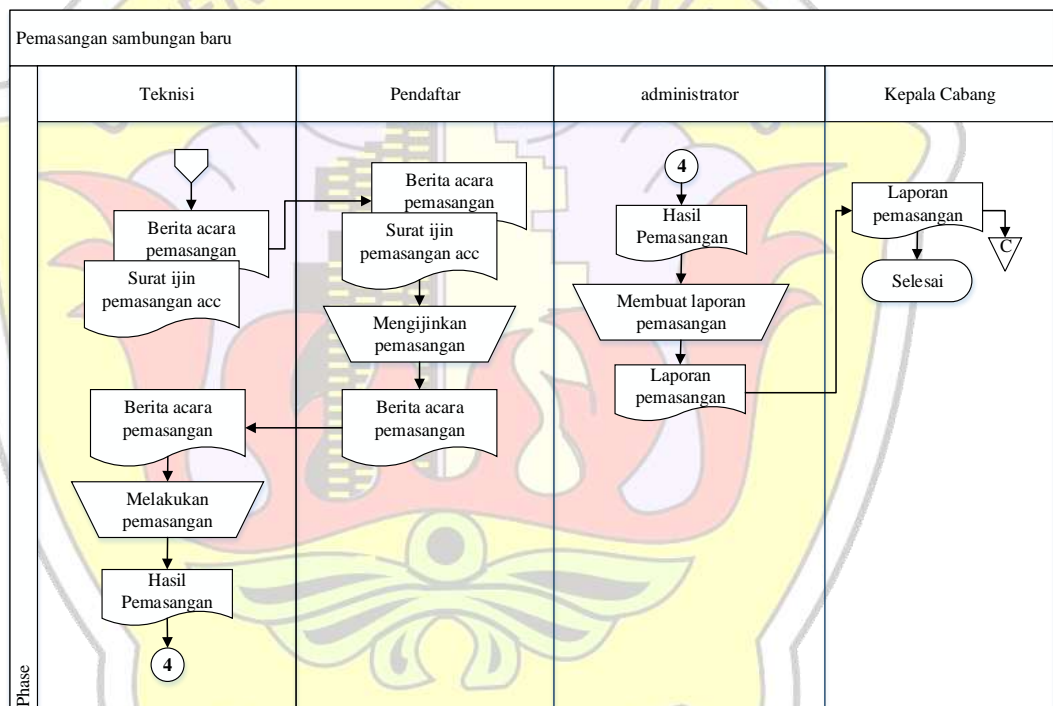 Pemasangan sambungan baru
Phase
Teknisi
Pendaftar
administrator
Kepala Cabang
Berita acara
pemasangan
Surat ijin
pemasangan acc
Berita acara
pemasangan
Melakukan
pemasangan
Hasil
Pemasangan
4
Berita acara
pemasangan
Surat ijin
pemasangan acc
Mengijinkan
pemasangan
Berita acara
pemasangan
4
Hasil
Pemasangan
Membuat laporan
pemasangan
Laporan
pemasangan
Laporan
pemasangan
C
Selesai